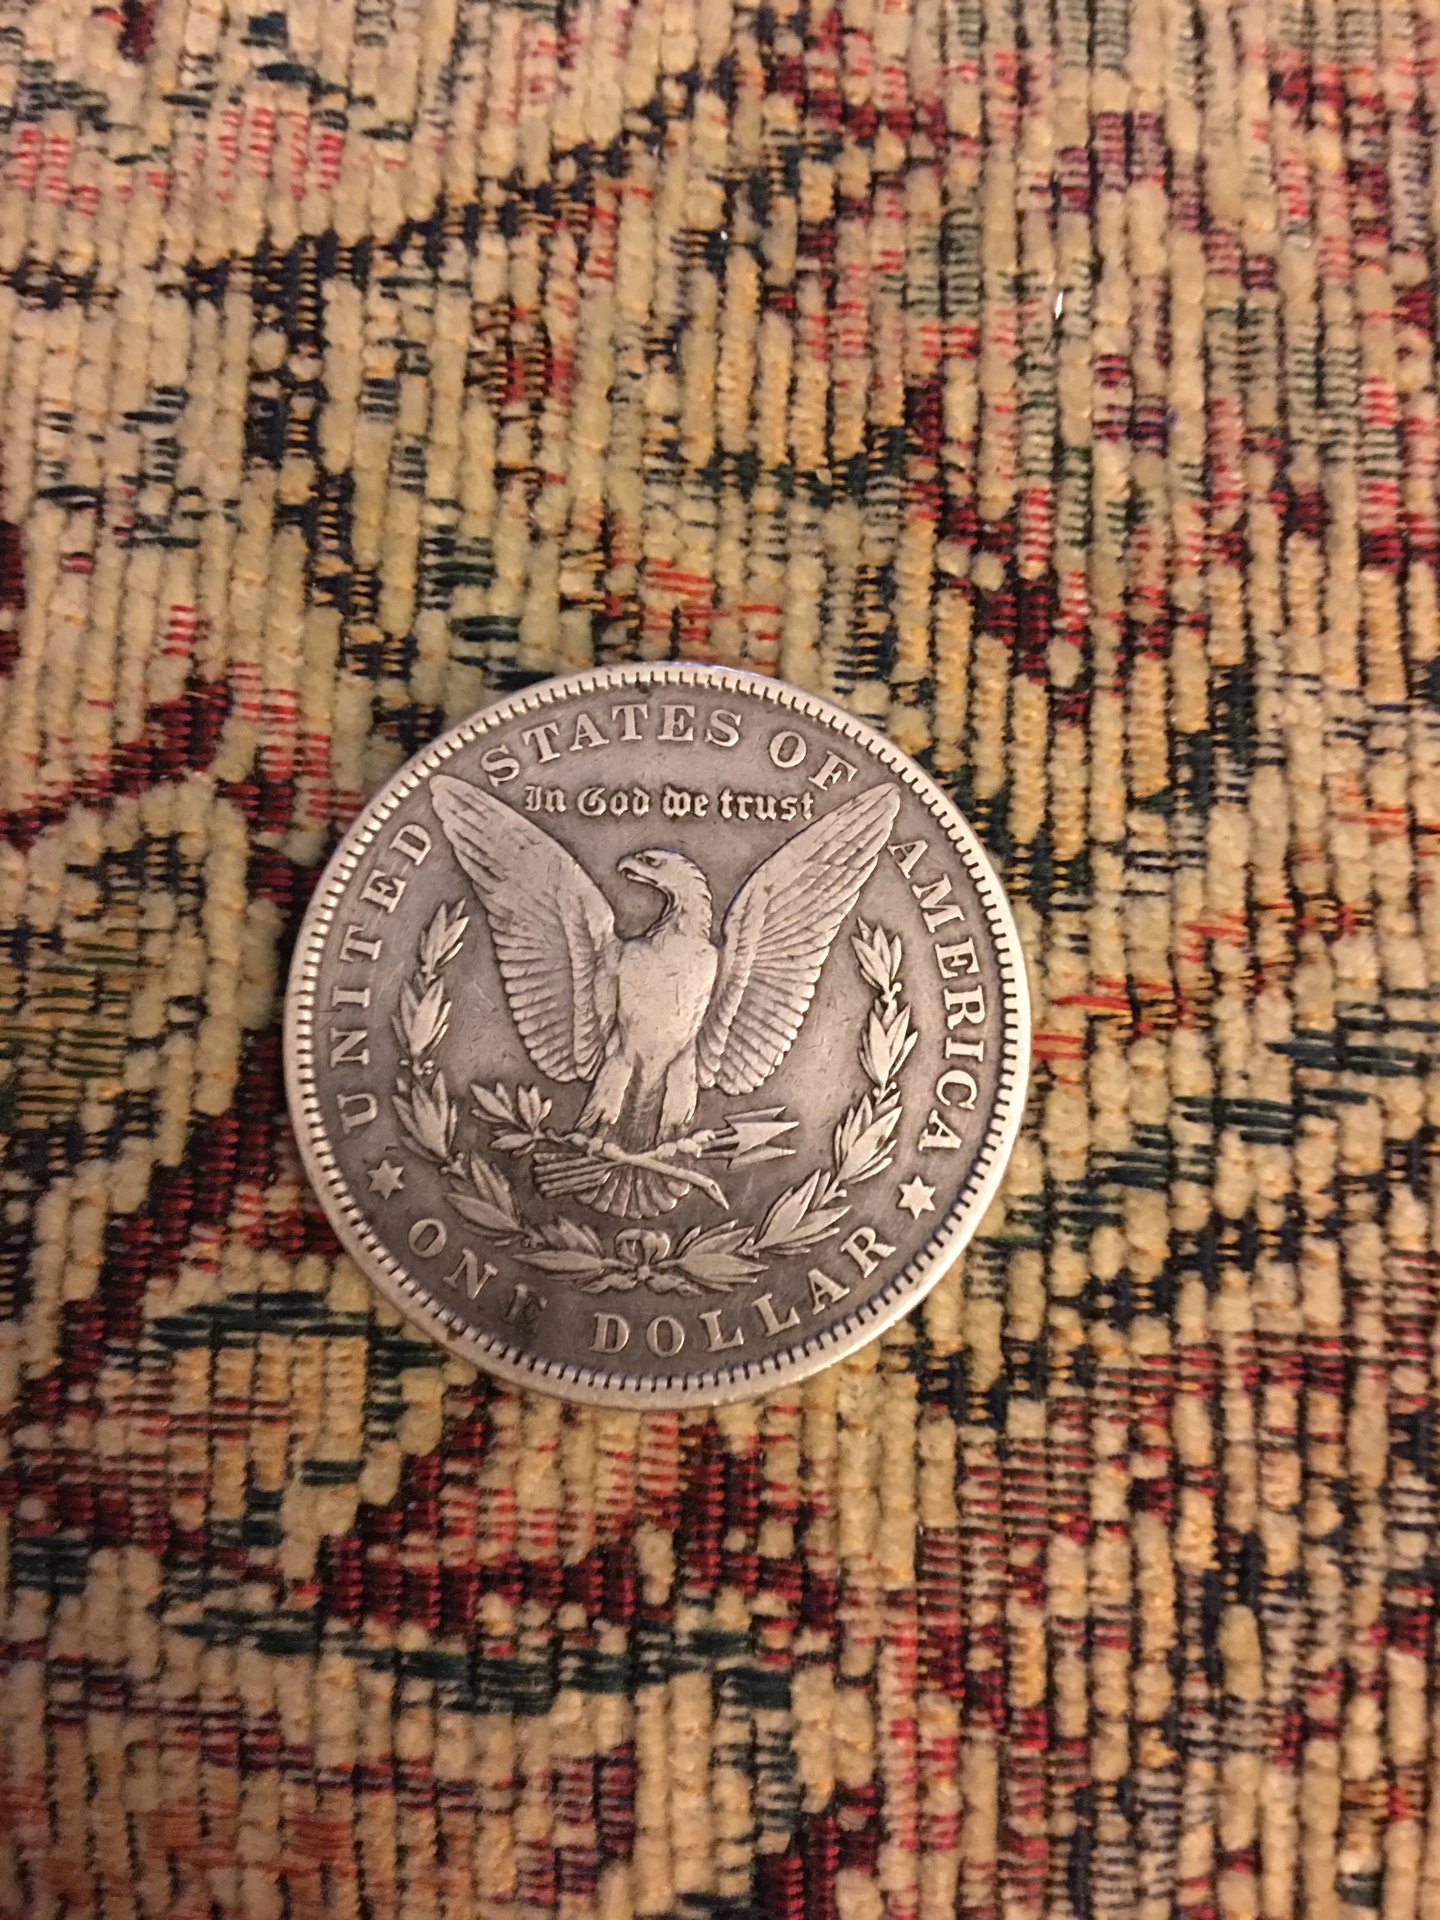 UNITED STATES OF AMERICA
In God we trust
ONE DOLLAR